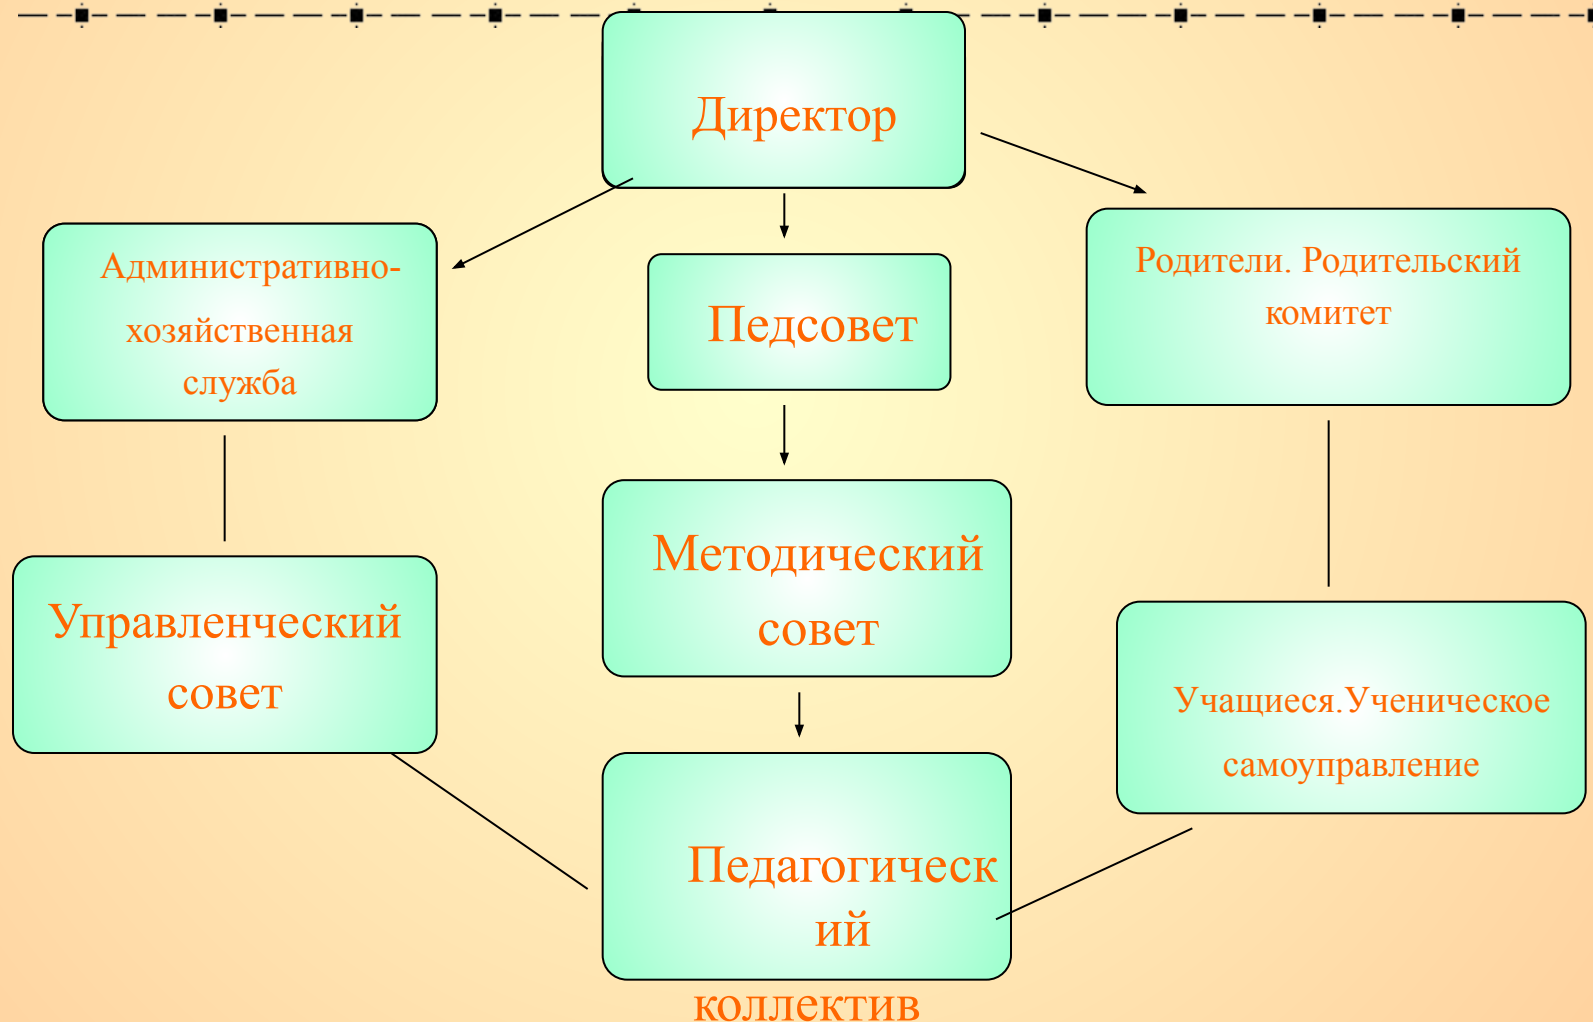 Директор
Административно-
хозяйственная
служба
Педсовет
Родители. Родительский
комитет
Управленческий
совет
Методический
совет
Учащиеся.Ученическое
самоуправление
Педагогическ
ий
коллектив